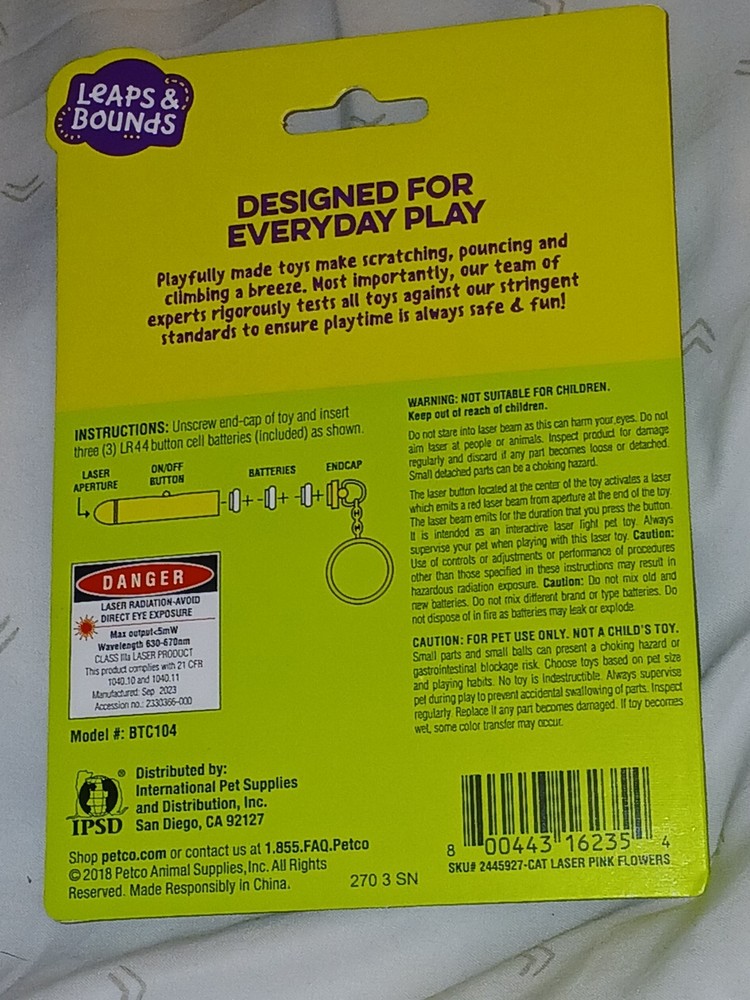 LEAPS &
BOUNDS
DESIGNED FOR
EVERYDAY PLAY
Playfully made toys make scratching, pouncing and
climbing a breeze. Most importantly, our team of
experts rigorously tests all toys against our stringent
standards to ensure playtime is always safe & fun!
INSTRUCTIONS: Unscrew end-cap of toy and insert
three (3) LR44 button cell batteries (included) as shown.
LASER
APERTURE
ON/OFF
BUTTON
BATTERIES
ENDCAP
+ - + - + -
DANGER
LASER RADIATION-AVOID
DIRECT EYE EXPOSURE
Max output<5mW
Wavelength 630-670nm
CLASS IIIa LASER PRODUCT
This product complies with 21 CFR
1040.10 and 1040.11
Manufactured: Sep 2023
Accession no.: 2330366-000
Model #: BTC104
IPSD
®
Distributed by:
International Pet Supplies
and Distribution, Inc.
San Diego, CA 92127
Shop petco.com or contact us at 1.855.FAQ.Petco
©2018 Petco Animal Supplies, Inc. All Rights
Reserved. Made Responsibly in China.
270 3 SN
WARNING: NOT SUITABLE FOR CHILDREN.
Keep out of reach of children.
Do not stare into laser beam as this can harm your eyes. Do not
aim laser at people or animals. Inspect product for damage
regularly and discard if any part becomes loose or detached.
Small detached parts can be a choking hazard.
The laser button located at the center of the toy activates a laser
which emits a red laser beam from aperture at the end of the toy.
The laser beam emits for the duration that you press the button.
It is intended as an interactive laser light pet toy. Always
supervise your pet when playing with this laser toy. Caution:
Use of controls or adjustments or performance of procedures
other than those specified in these instructions may result in
hazardous radiation exposure. Caution: Do not mix old and
new batteries. Do not mix different brand or type batteries. Do
not dispose of in fire as batteries may leak or explode.
CAUTION: FOR PET USE ONLY. NOT A CHILD'S TOY.
Small parts and small balls can present a choking hazard or
gastrointestinal blockage risk. Choose toys based on pet size
and playing habits. No toy is indestructible. Always supervise
pet during play to prevent accidental swallowing of parts. Inspect
regularly. Replace if any part becomes damaged. If toy becomes
wet, some color transfer may occur.
8 00443 16235 4
SKU# 2445927-CAT LASER PINK FLOWERS